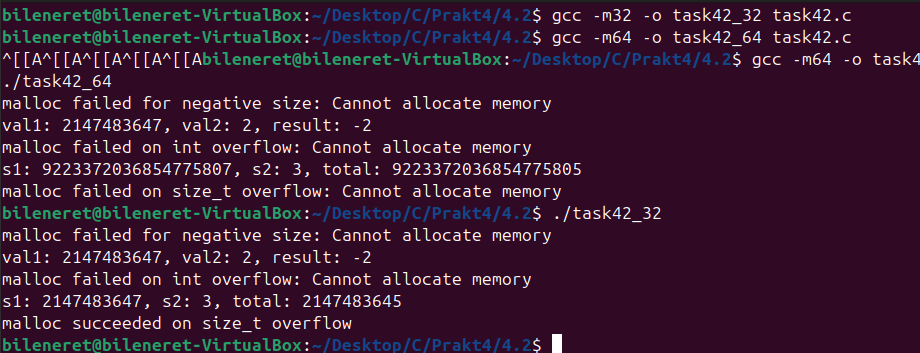 bileneret@bileneret-VirtualBox:~/Desktop/C/Prakt4/4.2$ gcc -m32 -o task42_32 task42.c
bileneret@bileneret-VirtualBox:~/Desktop/C/Prakt4/4.2$ gcc -m64 -o task42_64 task42.c
^[[A^[[A^[[A^[[A^[[Abileneret@bileneret-VirtualBox:~/Desktop/C/Prakt4/4.2$ gcc -m64 -o task4
./task42_64
malloc failed for negative size: Cannot allocate memory
val1: 2147483647, val2: 2, result: -2
malloc failed on int overflow: Cannot allocate memory
s1: 9223372036854775807, s2: 3, total: 9223372036854775805
malloc failed on size_t overflow: Cannot allocate memory
bileneret@bileneret-VirtualBox:~/Desktop/C/Prakt4/4.2$ ./task42_32
malloc failed for negative size: Cannot allocate memory
val1: 2147483647, val2: 2, result: -2
malloc failed on int overflow: Cannot allocate memory
s1: 2147483647, s2: 3, total: 2147483645
malloc succeeded on size_t overflow
bileneret@bileneret-VirtualBox:~/Desktop/C/Prakt4/4.2$